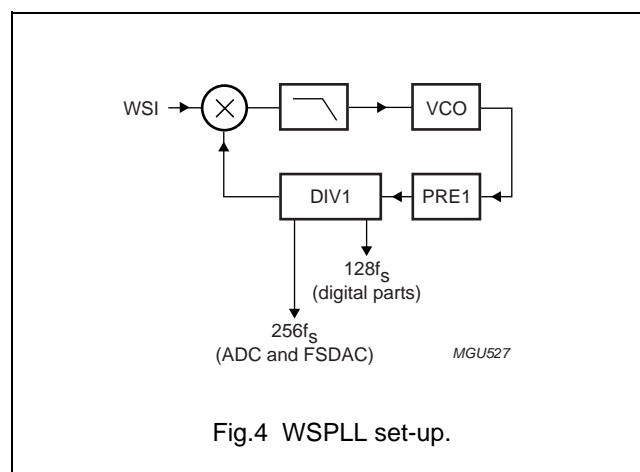 WSI
VCO
DIV1
PRE1
128fs
(digital parts)
256fs
(ADC and FSDAC)
MGU527
Fig.4 WSPLL set-up.